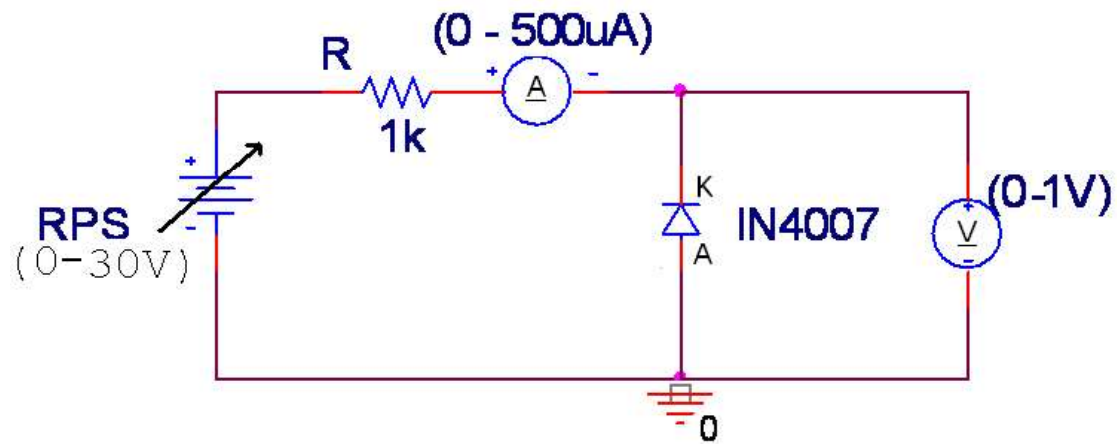 (0 - 500uA)
R
+ A -
1k
+
K
(0-1V)
RPS
IN4007
+
V
-
-
A
(0-30V)
0